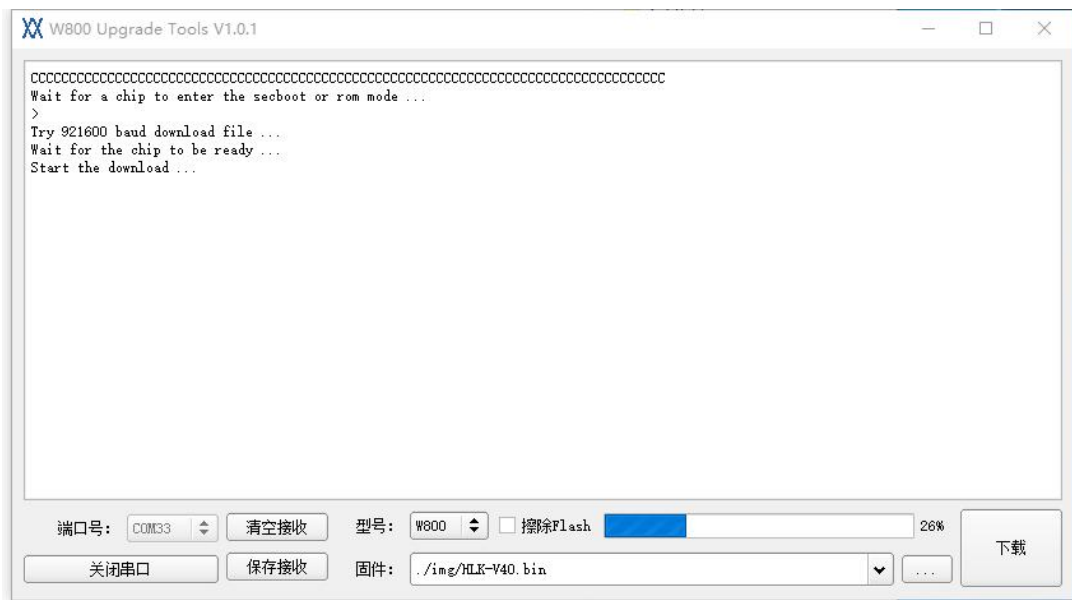 W800 Upgrade Tools V1.0.1
CCCCCCCCCCCCCCCCCCCCCCCCCCCCCCCCCCCCCCCCCCCCCCCCCCCCCCCCCCCCCCCCCCCCCCCCCCCCCCCCCCC
Wait for a chip to enter the secboot or rom mode ...
>
Try 921600 baud download file ...
Wait for the chip to be ready ...
Start the download ...
端口号: COM33 清空接收 型号: W800 擦除Flash 26%
下载
关闭串口 保存接收 固件: ./img/HLK-V40.bin ...